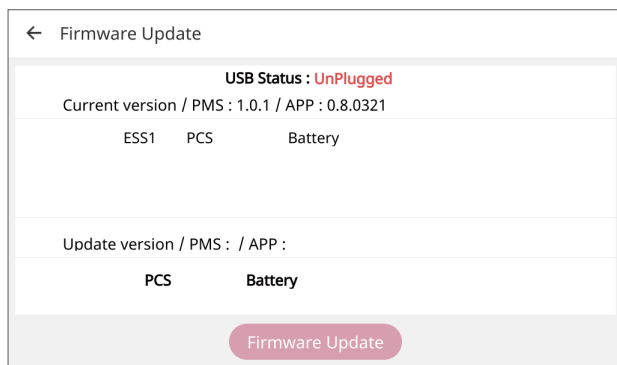 ← Firmware Update
USB Status : UnPlugged
Current version / PMS : 1.0.1 / APP : 0.8.0321
ESS1 PCS Battery
Update version / PMS : / APP :
PCS Battery
Firmware Update